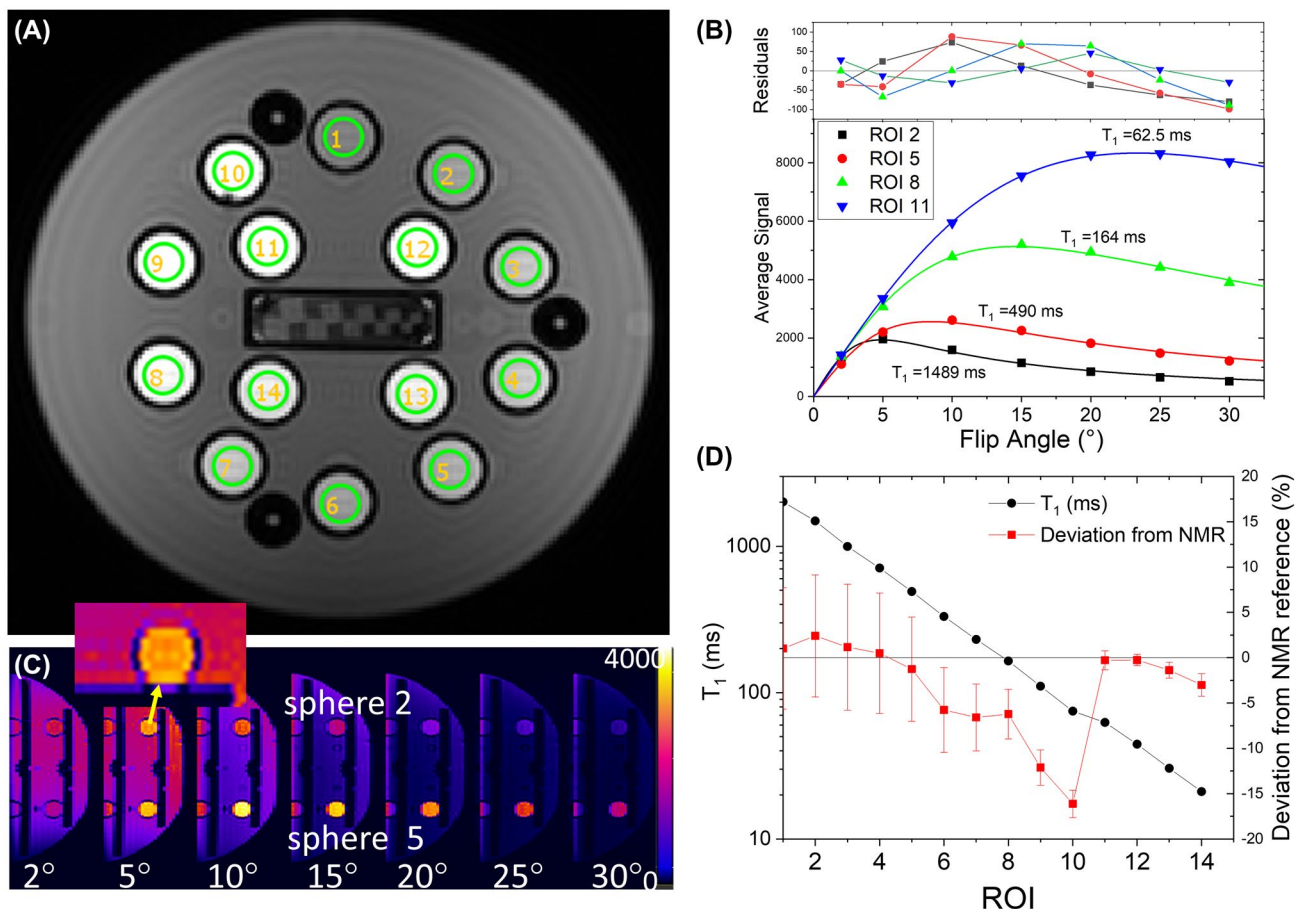 (A)
1
2
3
4
5
6
7
8
9
10
11
12
13
14
(B)
Residuals
100
50
0
-50
-100
ROI 2
ROI 5
ROI 8
ROI 11
T1 =62.5 ms
T1 =164 ms
T1 =490 ms
T1 =1489 ms
Average Signal
8000
6000
4000
2000
0
0 5 10 15 20 25 30
Flip Angle (°)
(C)
4000
0
sphere 2
sphere 5
2° 5° 10° 15° 20° 25° 30°
(D)
T1 (ms)
Deviation from NMR
T1 (ms)
1000
100
10
Deviation from NMR reference (%)
20
15
10
5
0
-5
-10
-15
-20
2 4 6 8 10 12 14
ROI